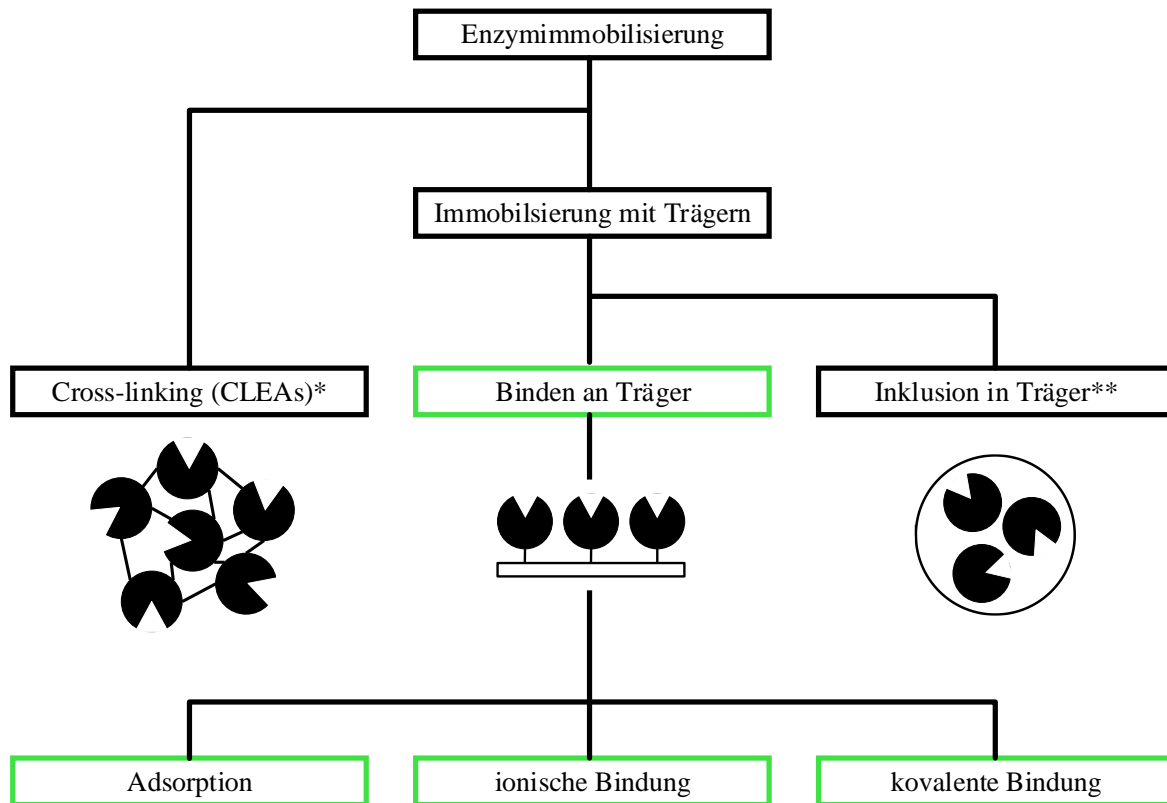 Enzymimmobilisierung
Immobilsierung mit Trägern
Cross-linking (CLEAs)*
Binden an Träger
Inklusion in Träger**
Adsorption
ionische Bindung
kovalente Bindung